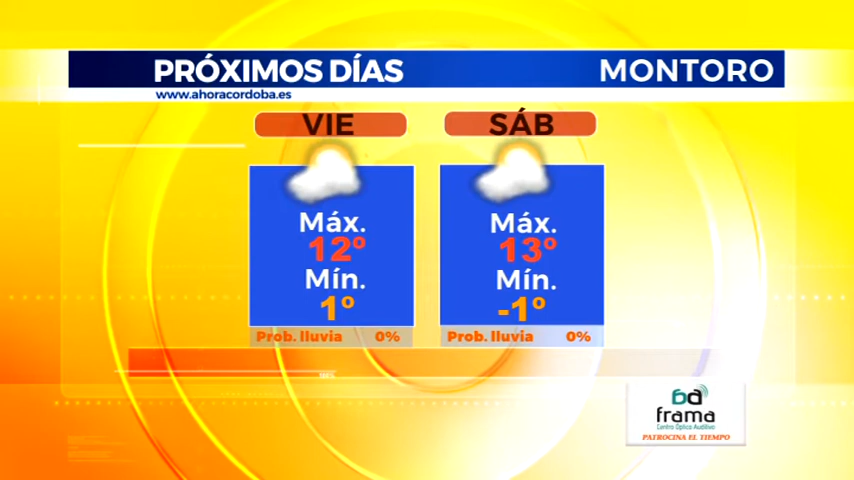 PRÓXIMOS DÍAS MONTORO
www.ahoracordoba.es
VIE SÁB
Máx. Máx.
12º 13º
Mín. Mín.
1º -1º
Prob. lluvia 0% Prob. lluvia 0%
frama
Centro Óptico Auditivo
PATROCINA EL TIEMPO